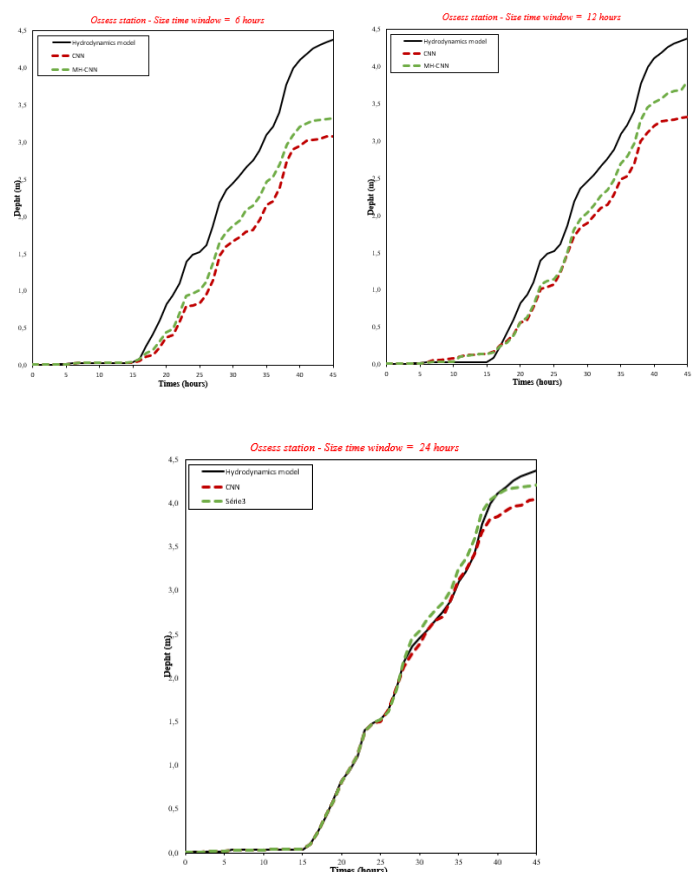 Ossess station - Size time window = 6 hours
4,5
4,0
3,5
3,0
2,5
2,0
1,5
1,0
0,5
0,0
Depht (m)
Hydrodynamics model
CNN
MH-CNN
0 5 10 15 20 25 30 35 40 45
Times (hours)
Ossess station - Size time window = 12 hours
4,5
4,0
3,5
3,0
2,5
2,0
1,5
1,0
0,5
0,0
Depht (m)
Hydrodynamics model
CNN
MH-CNN
0 5 10 15 20 25 30 35 40 45
Times (hours)
Ossess station - Size time window = 24 hours
4,5
4,0
3,5
3,0
2,5
2,0
1,5
1,0
0,5
0,0
Depht (m)
Hydrodynamics model
CNN
Série3
0 5 10 15 20 25 30 35 40 45
Times (hours)